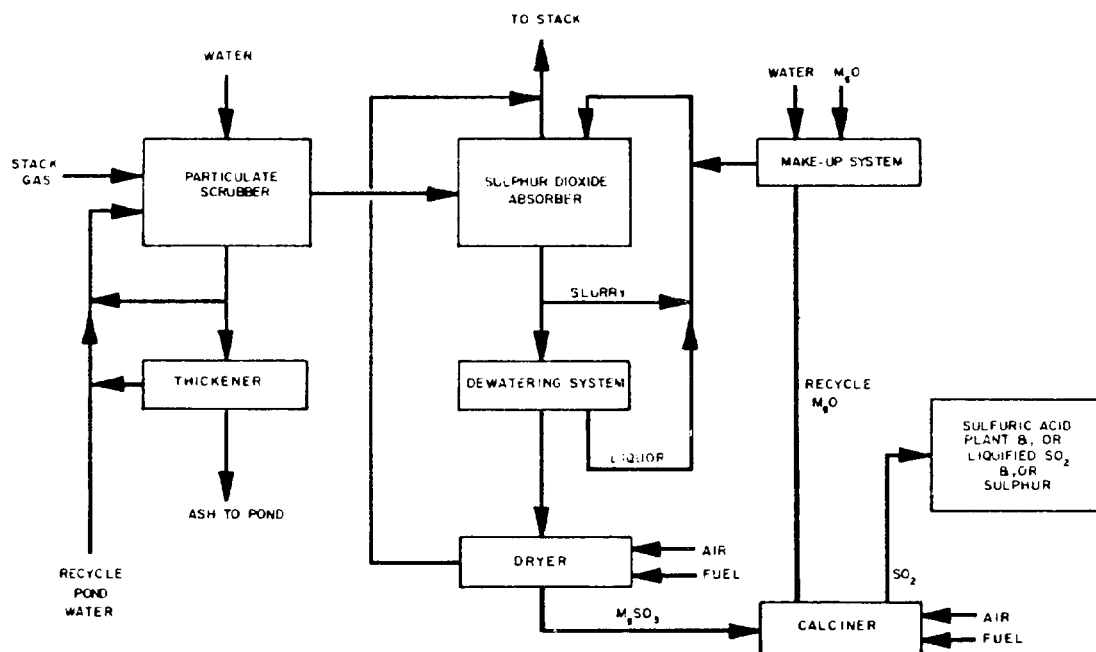 TO STACK
WATER
WATER
MgO
STACK
GAS
PARTICULATE
SCRUBBER
SULPHUR DIOXIDE
ABSORBER
MAKE-UP SYSTEM
SLURRY
THICKENER
DEWATERING SYSTEM
RECYCLE
MgO
SULFURIC ACID
PLANT &, OR
LIQUIFIED SO2
&, OR
SULPHUR
LIQUOR
ASH TO POND
DRYER
AIR
FUEL
RECYCLE
POND
WATER
SO2
MgSO3
CALCINER
AIR
FUEL